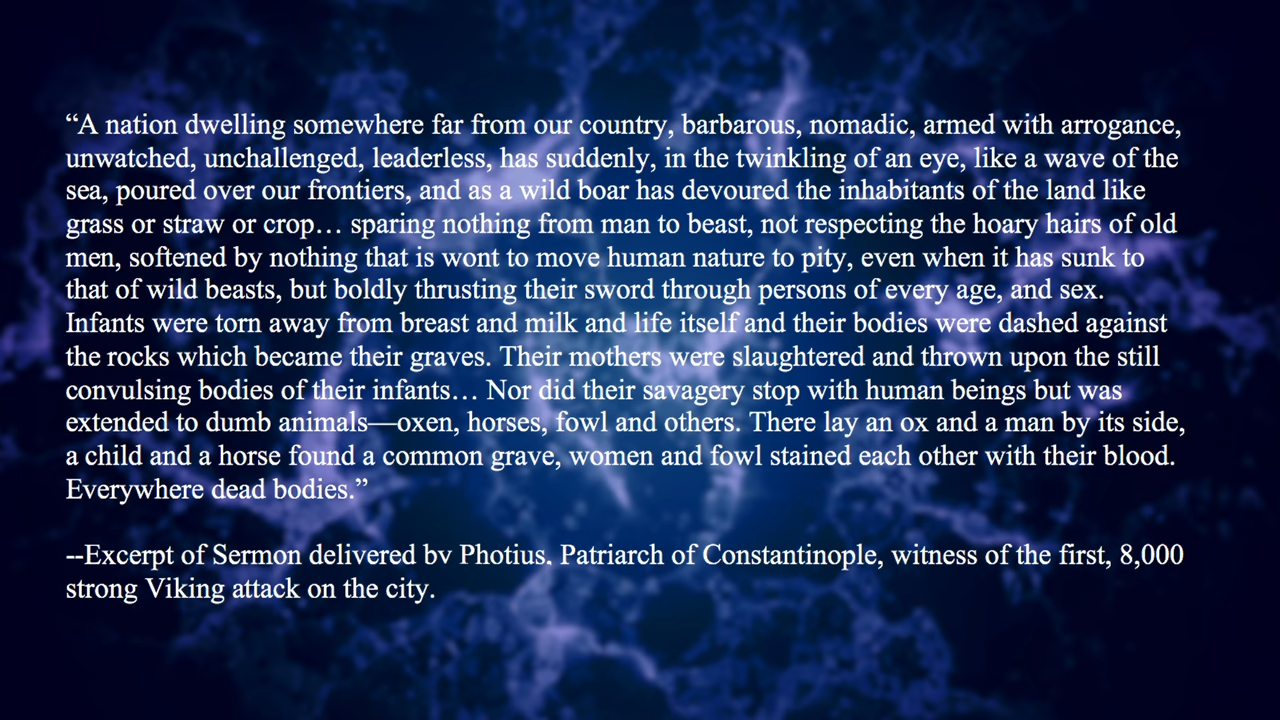 “A nation dwelling somewhere far from our country, barbarous, nomadic, armed with arrogance,
unwatched, unchallenged, leaderless, has suddenly, in the twinkling of an eye, like a wave of the
sea, poured over our frontiers, and as a wild boar has devoured the inhabitants of the land like
grass or straw or crop… sparing nothing from man to beast, not respecting the hoary hairs of old
men, softened by nothing that is wont to move human nature to pity, even when it has sunk to
that of wild beasts, but boldly thrusting their sword through persons of every age, and sex.
Infants were torn away from breast and milk and life itself and their bodies were dashed against
the rocks which became their graves. Their mothers were slaughtered and thrown upon the still
convulsing bodies of their infants… Nor did their savagery stop with human beings but was
extended to dumb animals—oxen, horses, fowl and others. There lay an ox and a man by its side,
a child and a horse found a common grave, women and fowl stained each other with their blood.
Everywhere dead bodies.”
--Excerpt of Sermon delivered by Photius, Patriarch of Constantinople, witness of the first, 8,000
strong Viking attack on the city.